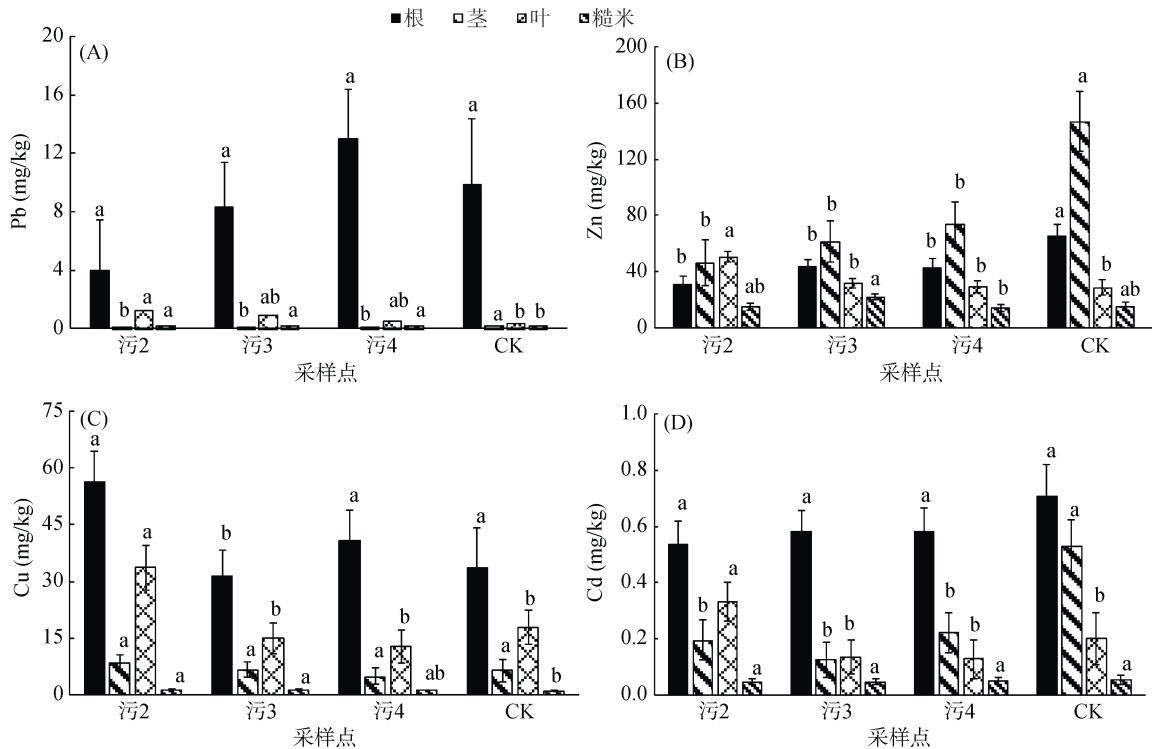 根 茎 叶 糙米
(A)
Pb (mg/kg)
20
16
12
8
4
0
a a a a
b a a b ab a b ab a a b b
污2 污3 污4 CK
采样点
(B)
Zn (mg/kg)
200
160
120
80
40
0
b b a ab b b b a b b b b a a b ab
污2 污3 污4 CK
采样点
(C)
Cu (mg/kg)
75
60
45
30
15
0
a a a a b a b a a a b ab a a b b
污2 污3 污4 CK
采样点
(D)
Cd (mg/kg)
1.0
0.8
0.6
0.4
0.2
0.0
a b a a a b b a a b b a a a b a
污2 污3 污4 CK
采样点